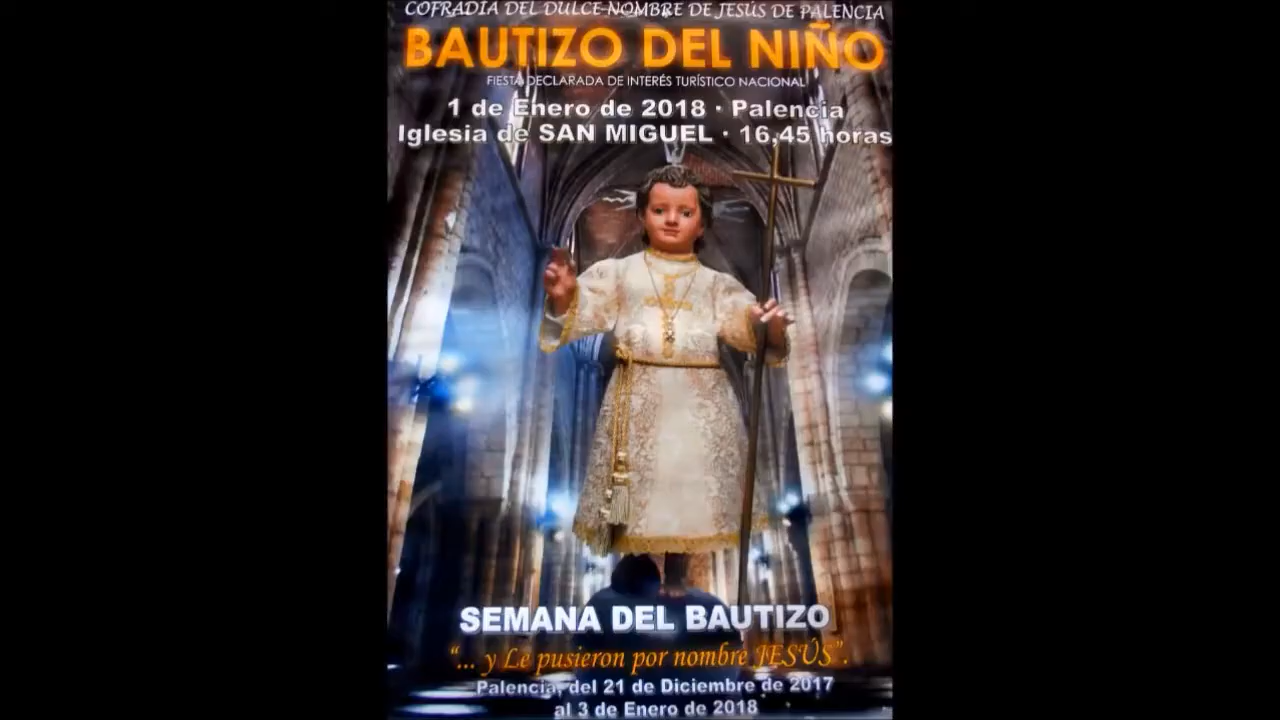 COFRADÍA DEL DULCE NOMBRE DE JESÚS DE PALENCIA
BAUTIZO DEL NIÑO
FIESTA DECLARADA DE INTERÉS TURÍSTICO NACIONAL
1 de Enero de 2018 · Palencia
Iglesia de SAN MIGUEL · 16,45 horas
SEMANA DEL BAUTIZO
"... y Le pusieron por nombre JESÚS".
Palencia, del 21 de Diciembre de 2017
al 3 de Enero de 2018